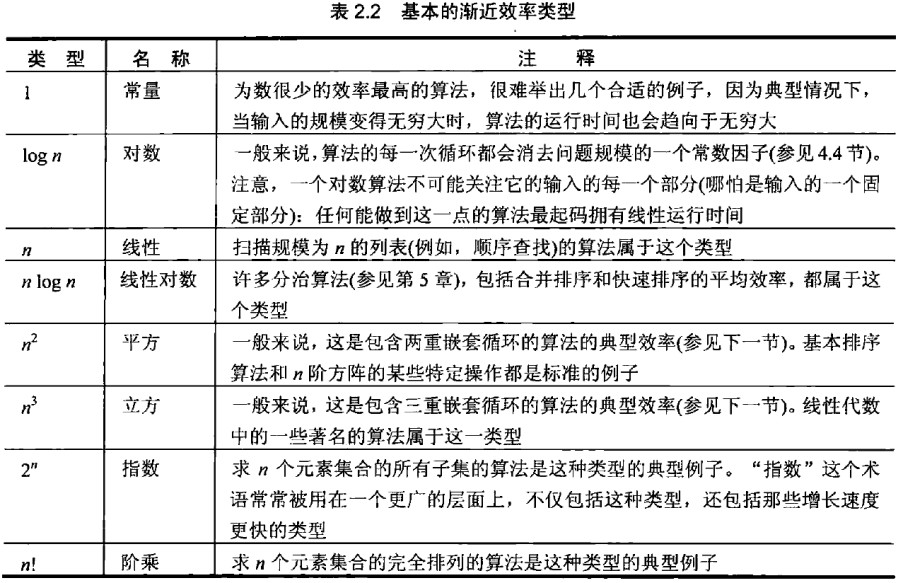 表 2.2 基本的渐近效率类型
类 型 名 称 注 释
1 常量 为数很少的效率最高的算法，很难举出几个合适的例子，因为典型情况下，
当输入的规模变得无穷大时，算法的运行时间也会趋向于无穷大
log n 对数 一般来说，算法的每一次循环都会消去问题规模的一个常数因子(参见4.4节)。
注意，一个对数算法不可能关注它的输入的每一个部分(哪怕是输入的一个固
定部分)：任何能做到这一点的算法最起码拥有线性运行时间
n 线性 扫描规模为 n 的列表(例如，顺序查找)的算法属于这个类型
n log n 线性对数 许多分治算法(参见第 5 章)，包括合并排序和快速排序的平均效率，都属于这
个类型
n² 平方 一般来说，这是包含两重嵌套循环的算法的典型效率(参见下一节)。基本排序
算法和 n 阶方阵的某些特定操作都是标准的例子
n³ 立方 一般来说，这是包含三重嵌套循环的算法的典型效率(参见下一节)。线性代数
中的一些著名的算法属于这一类型
2ⁿ 指数 求 n 个元素集合的所有子集的算法是这种类型的典型例子。“指数”这个术
语常常被用在一个更广的层面上，不仅包括这种类型，还包括那些增长速度
更快的类型
n! 阶乘 求 n 个元素集合的完全排列的算法是这种类型的典型例子